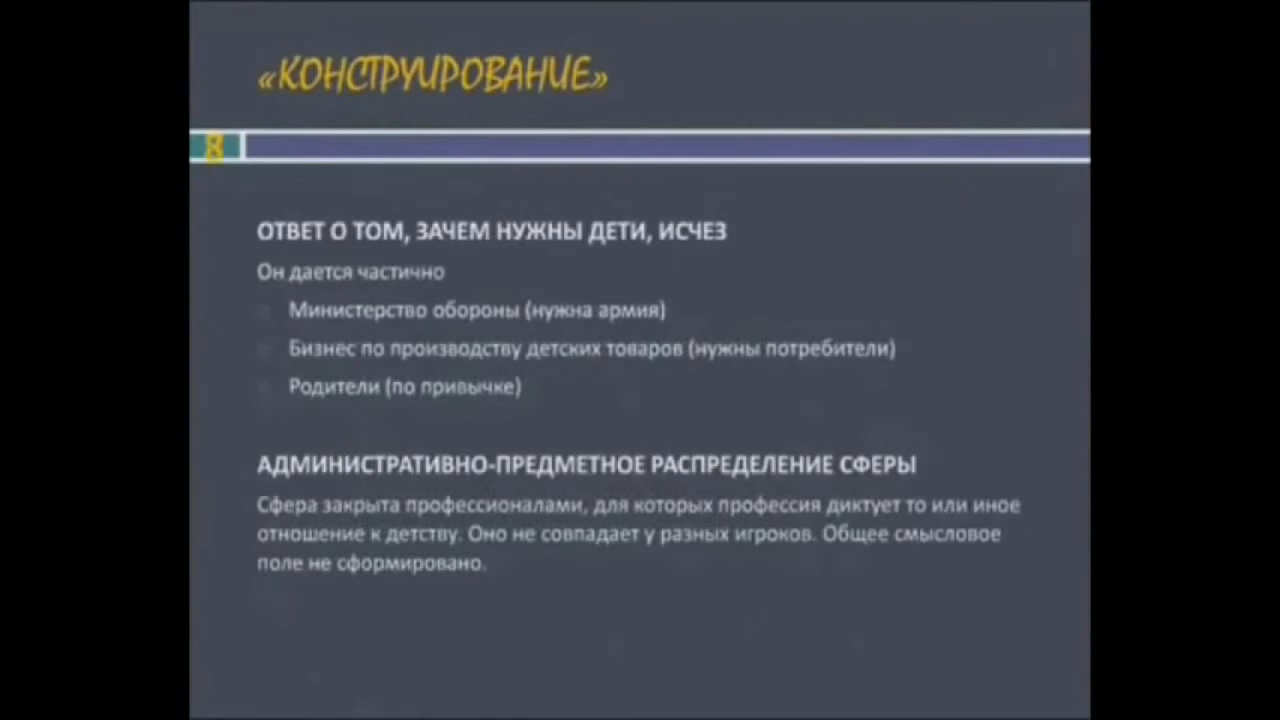 «КОНСТРУИРОВАНИЕ»
8
ОТВЕТ О ТОМ, ЗАЧЕМ НУЖНЫ ДЕТИ, ИСЧЕЗ
Он дается частично
Министерство обороны (нужна армия)
Бизнес по производству детских товаров (нужны потребители)
Родители (по привычке)
АДМИНИСТРАТИВНО-ПРЕДМЕТНОЕ РАСПРЕДЕЛЕНИЕ СФЕРЫ
Сфера закрыта профессионалами, для которых профессия диктует то или иное
отношение к детству. Оно не совпадает у разных игроков. Общее смысловое
поле не сформировано.